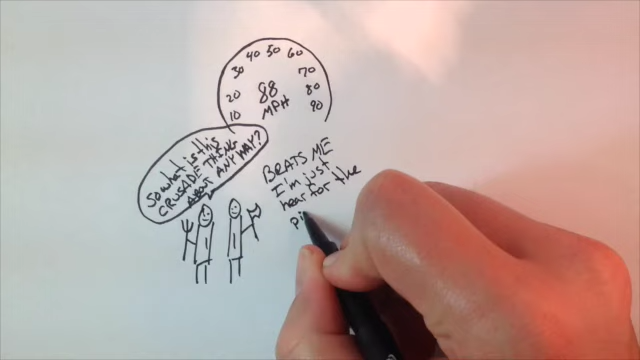 10
20
30
40
50
60
70
80
90
88
MPH
So what is this
CRUSADE THING
ABOUT ANYWAY?
BEATS ME
I'm just
hear for the
pi